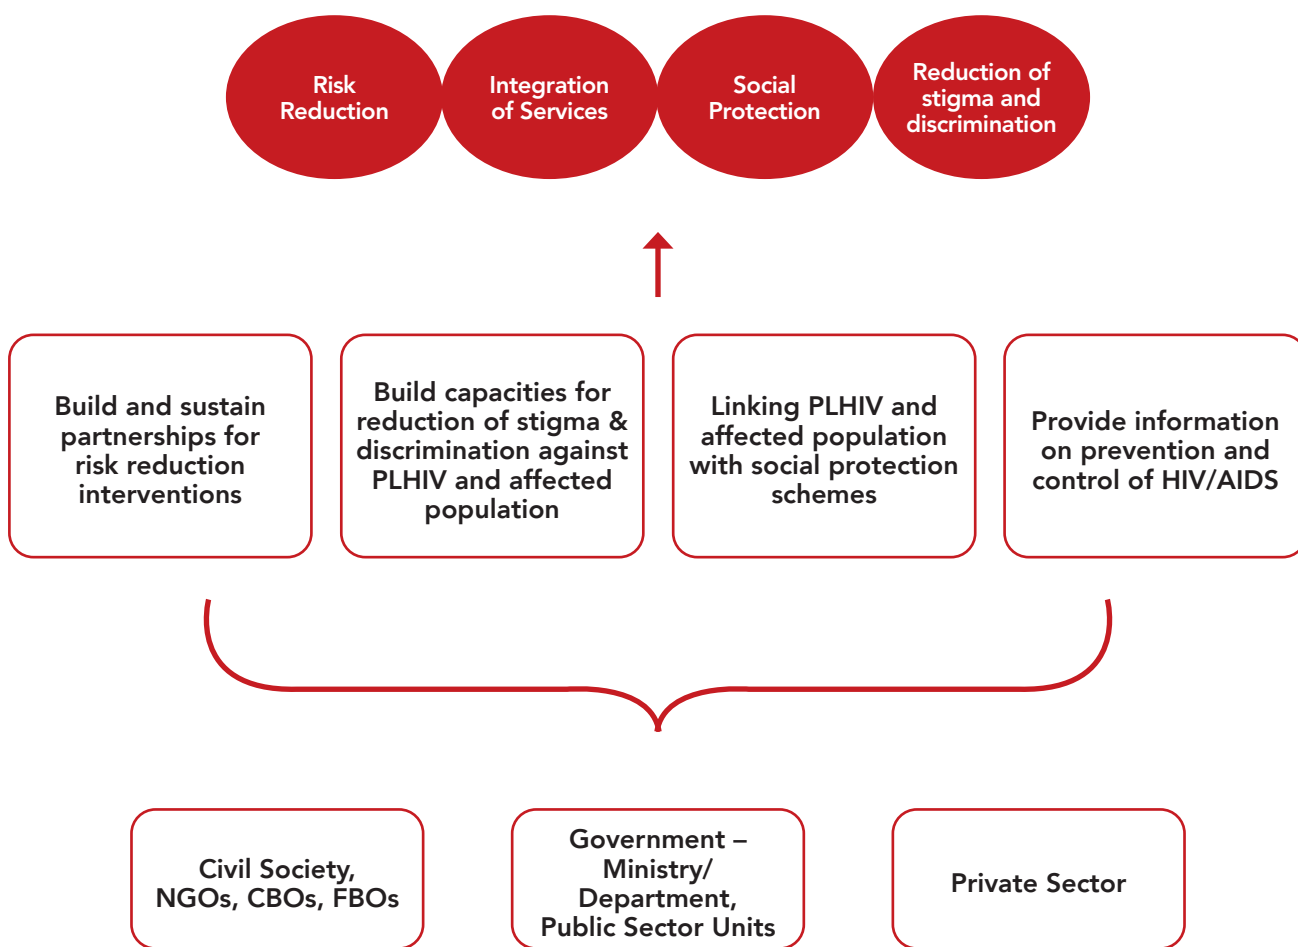 Risk
Reduction
Integration
of Services
Social
Protection
Reduction of
stigma and
discrimination
Build and sustain
partnerships for
risk reduction
interventions
Build capacities for
reduction of stigma &
discrimination against
PLHIV and affected
population
Linking PLHIV and
affected population
with social protection
schemes
Provide information
on prevention and
control of HIV/AIDS
Civil Society,
NGOs, CBOs, FBOs
Government –
Ministry/
Department,
Public Sector Units
Private Sector